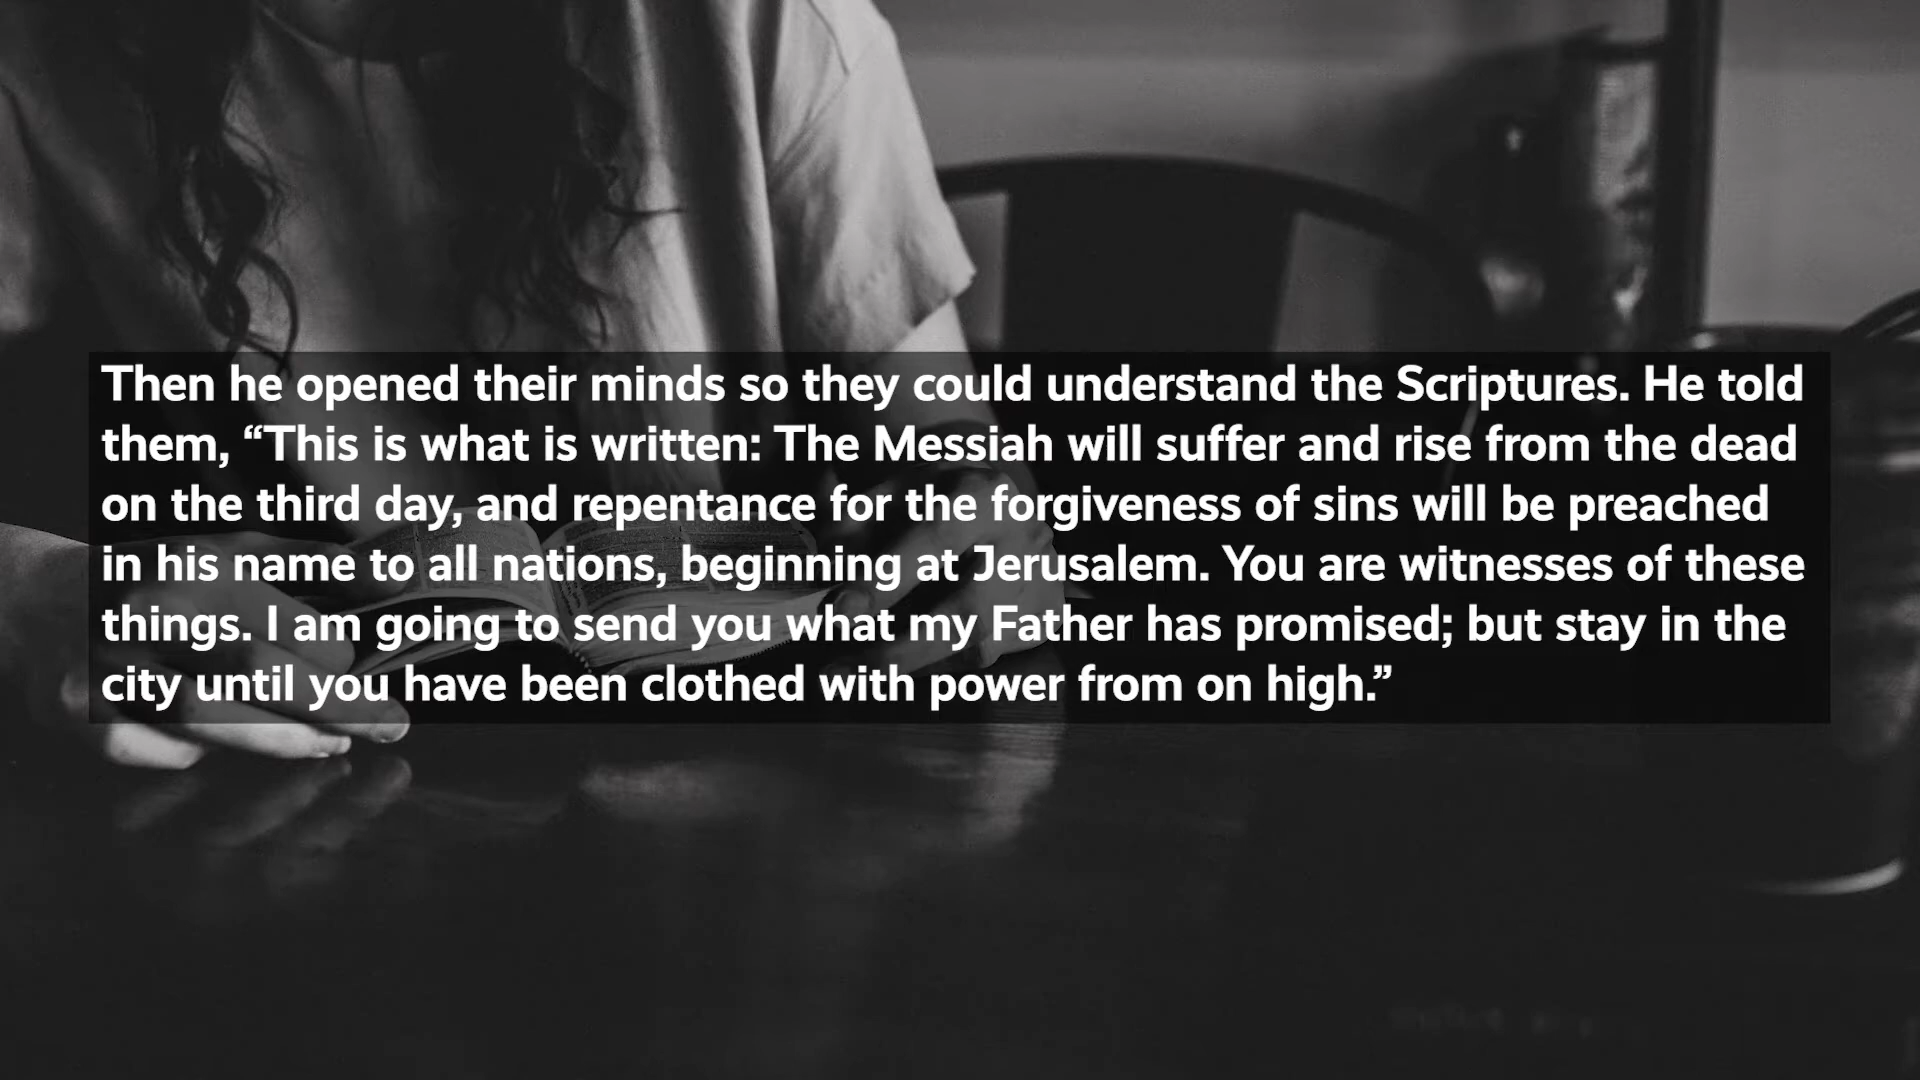 Then he opened their minds so they could understand the Scriptures. He told
them, “This is what is written: The Messiah will suffer and rise from the dead
on the third day, and repentance for the forgiveness of sins will be preached
in his name to all nations, beginning at Jerusalem. You are witnesses of these
things. I am going to send you what my Father has promised; but stay in the
city until you have been clothed with power from on high.”